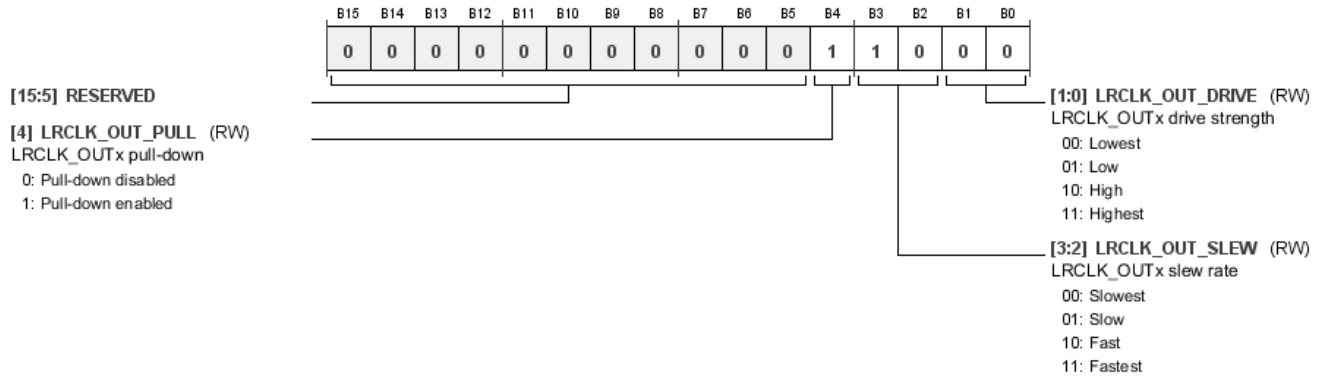 B15 B14 B13 B12 B11 B10 B9 B8 B7 B6 B5 B4 B3 B2 B1 B0
0 0 0 0 0 0 0 0 0 0 0 1 1 0 0 0
[15:5] RESERVED
[4] LRCLK_OUT_PULL (RW)
LRCLK_OUTx pull-down
0: Pull-down disabled
1: Pull-down enabled
[1:0] LRCLK_OUT_DRIVE (RW)
LRCLK_OUTx drive strength
00: Lowest
01: Low
10: High
11: Highest
[3:2] LRCLK_OUT_SLEW (RW)
LRCLK_OUTx slew rate
00: Slowest
01: Slow
10: Fast
11: Fastest